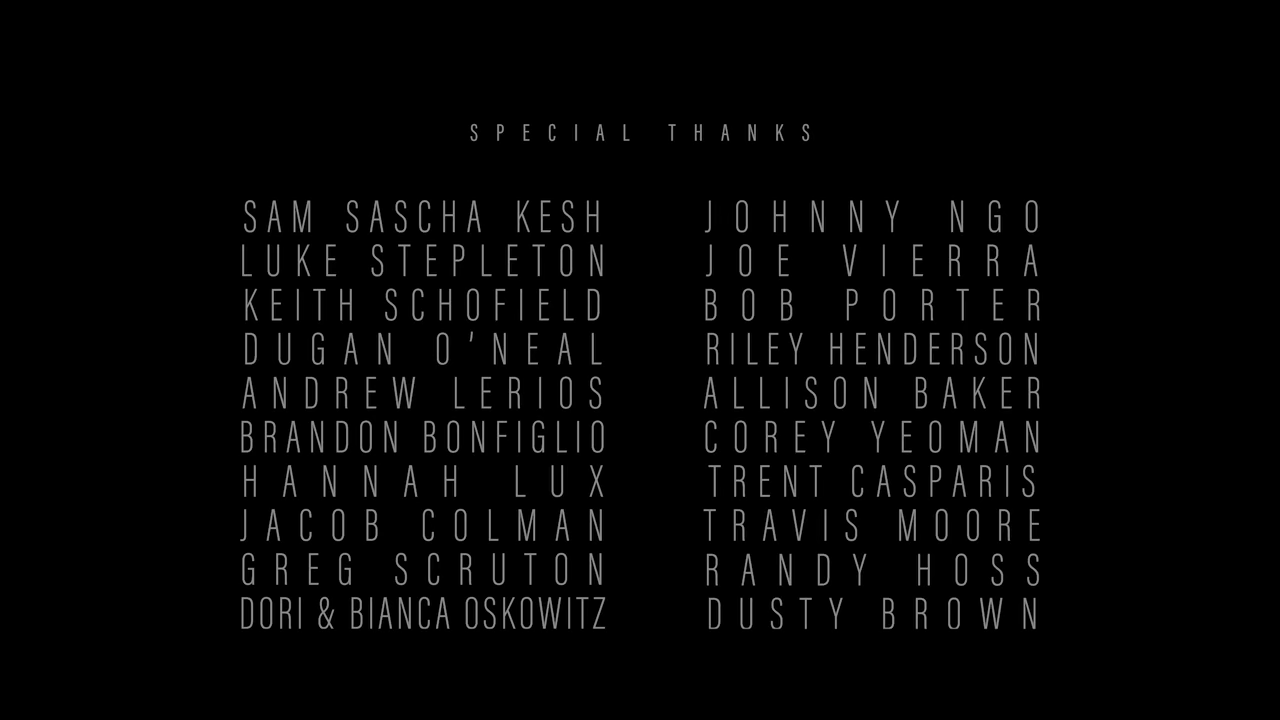 SPECIAL THANKS
SAM SASCHA KESH
LUKE STEPLETON
KEITH SCHOFIELD
DUGAN O'NEAL
ANDREW LERIOS
BRANDON BONFIGLIO
HANNAH LUX
JACOB COLMAN
GREG SCRUTON
DORI & BIANCA OSKOWITZ
JOHNNY NGO
JOE VIERRA
BOB PORTER
RILEY HENDERSON
ALLISON BAKER
COREY YEOMAN
TRENT CASPARIS
TRAVIS MOORE
RANDY HOSS
DUSTY BROWN